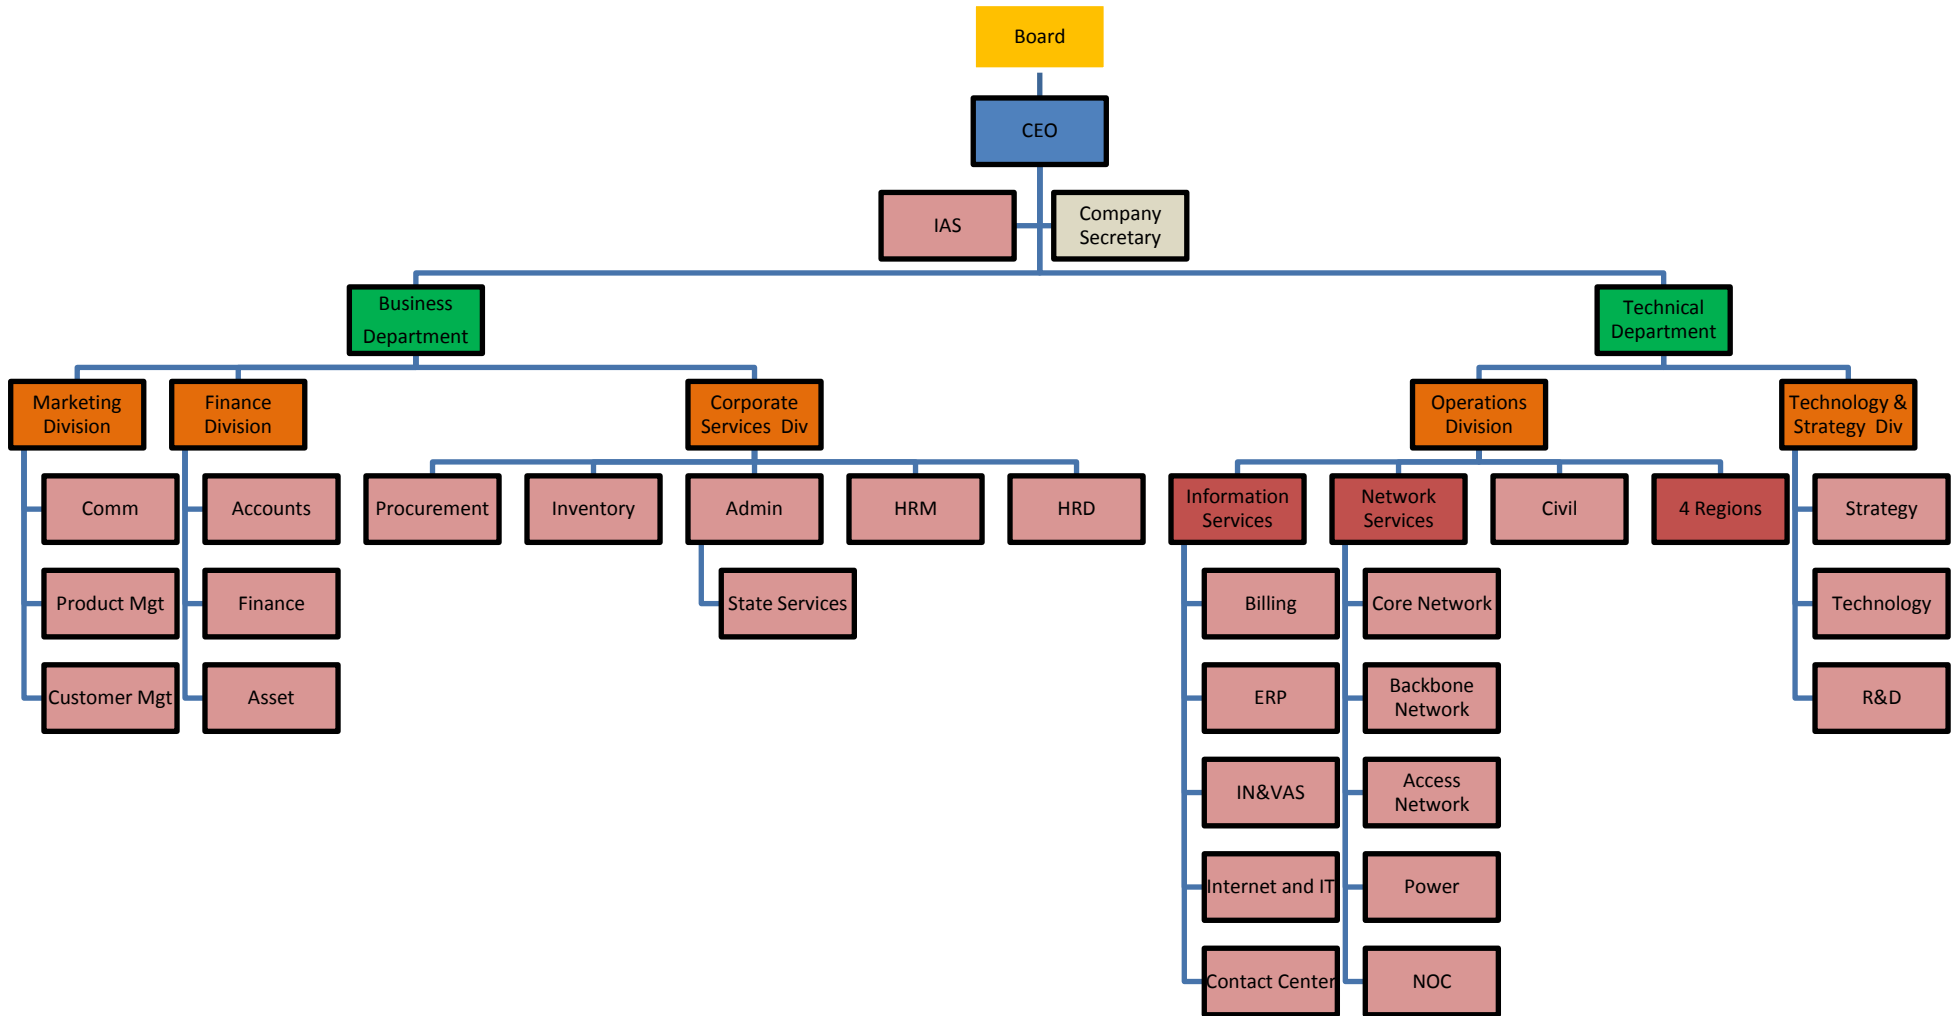 Board
CEO
IAS
Company
Secretary
Business
Department
Technical
Department
Marketing
Division
Finance
Division
Corporate
Services Div
Operations
Division
Technology &
Strategy Div
Comm
Accounts
Procurement
Inventory
Admin
HRM
HRD
Information
Services
Network
Services
Civil
4 Regions
Strategy
Product Mgt
Finance
State Services
Billing
Core Network
Technology
Customer Mgt
Asset
ERP
Backbone
Network
R&D
IN&VAS
Access
Network
Internet and IT
Power
Contact Center
NOC